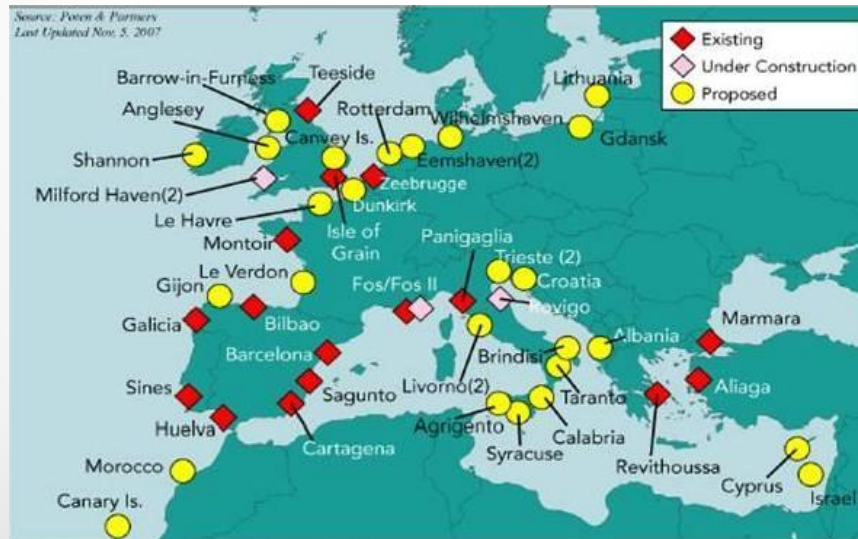 Source: Poten & Partners
Last Updated Nov. 5, 2007
Existing
Under Construction
Proposed
Barrow-in-Furness
Teeside
Lithuania
Anglesey
Rotterdam
Wilhelmshaven
Canvey Is.
Gdansk
Shannon
Eemshaven(2)
Milford Haven(2)
Zeebrugge
Dunkirk
Le Havre
Isle of
Grain
Montoir
Panigaglia
Trieste (2)
Le Verdon
Croatia
Gijon
Fos/Fos II
Rovigo
Galicia
Bilbao
Marmara
Albania
Barcelona
Brindisi
Livorno(2)
Aliaga
Sines
Sagunto
Taranto
Agrigento
Huelva
Calabria
Cartagena
Syracuse
Revithoussa
Morocco
Cyprus
Israel
Canary Is.